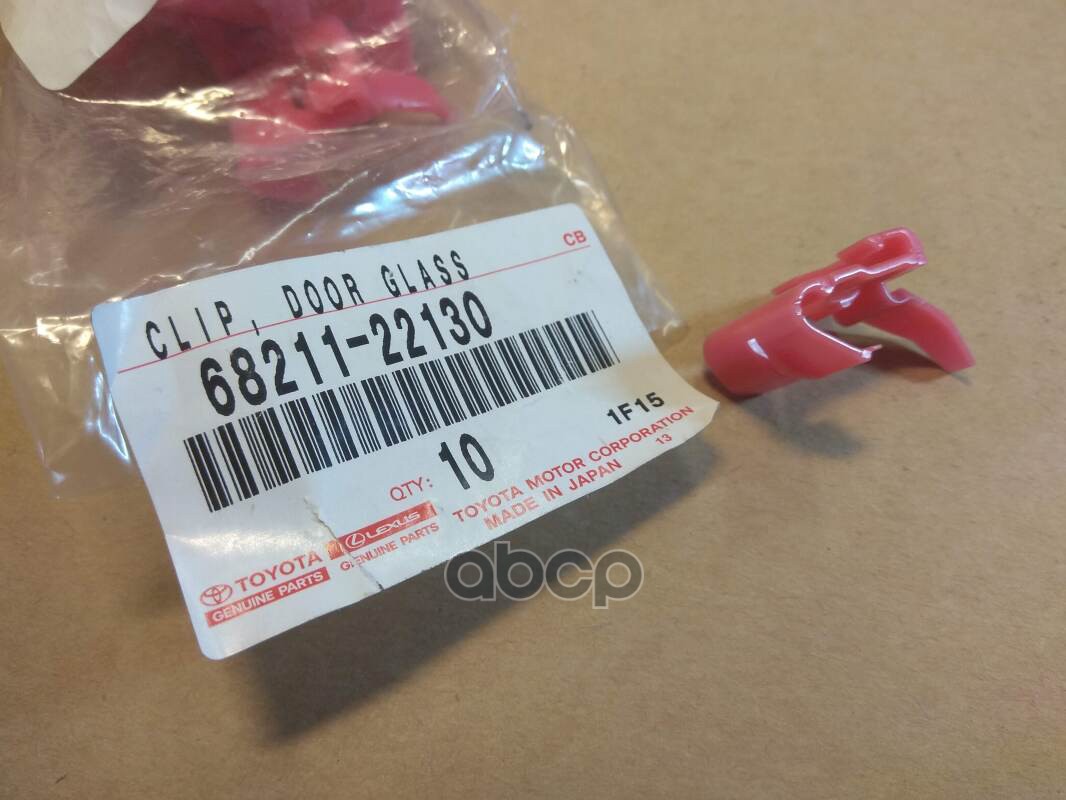 CB
CLIP, DOOR GLASS
68211-22130
QTY: 10
1F15
TOYOTA MOTOR CORPORATION 13
MADE IN JAPAN
TOYOTA
GENUINE PARTS
LEXUS
GENUINE PARTS
abcp